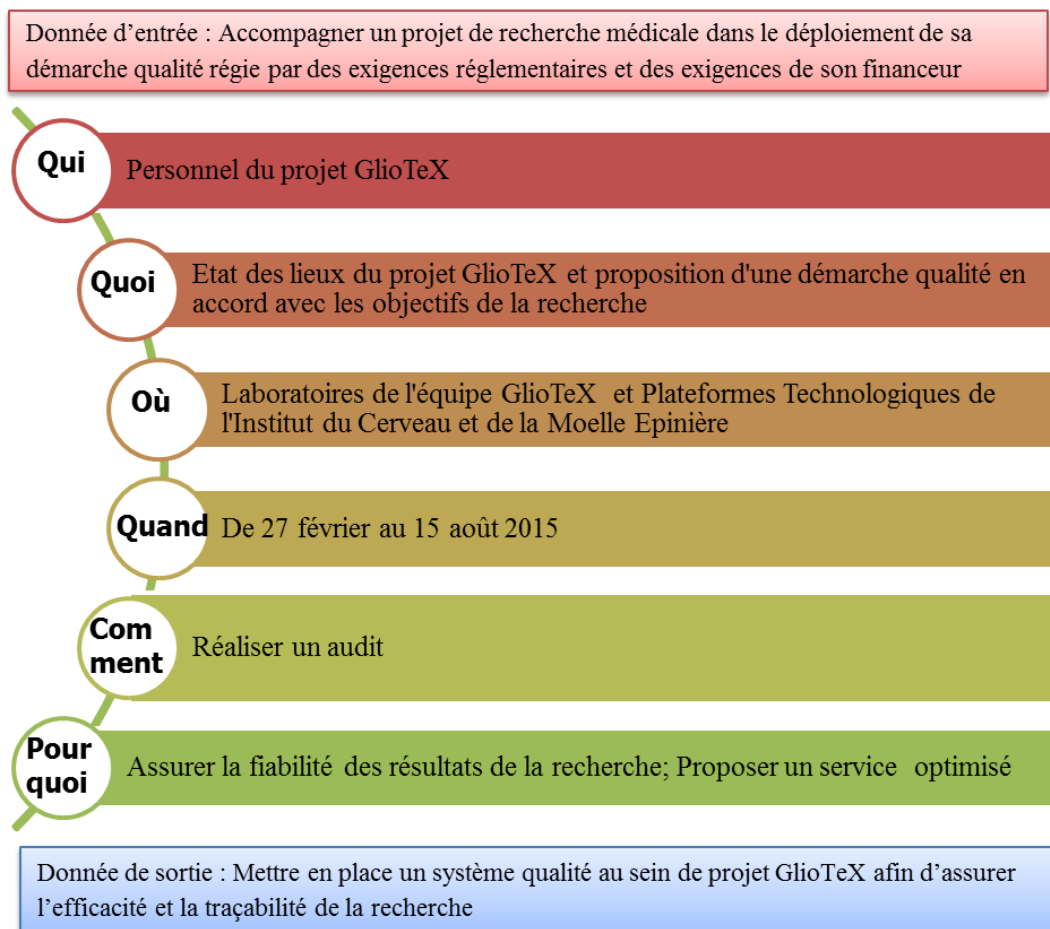 Donnée d’entrée : Accompagner un projet de recherche médicale dans le déploiement de sa
démarche qualité régie par des exigences réglementaires et des exigences de son financeur
Qui
Personnel du projet GlioTeX
Quoi
Etat des lieux du projet GlioTeX et proposition d'une démarche qualité en
accord avec les objectifs de la recherche
Où
Laboratoires de l'équipe GlioTeX et Plateformes Technologiques de
l'Institut du Cerveau et de la Moelle Epinière
Quand
De 27 février au 15 août 2015
Com
ment
Réaliser un audit
Pour
quoi
Assurer la fiabilité des résultats de la recherche; Proposer un service optimisé
Donnée de sortie : Mettre en place un système qualité au sein de projet GlioTeX afin d’assurer
l’efficacité et la traçabilité de la recherche